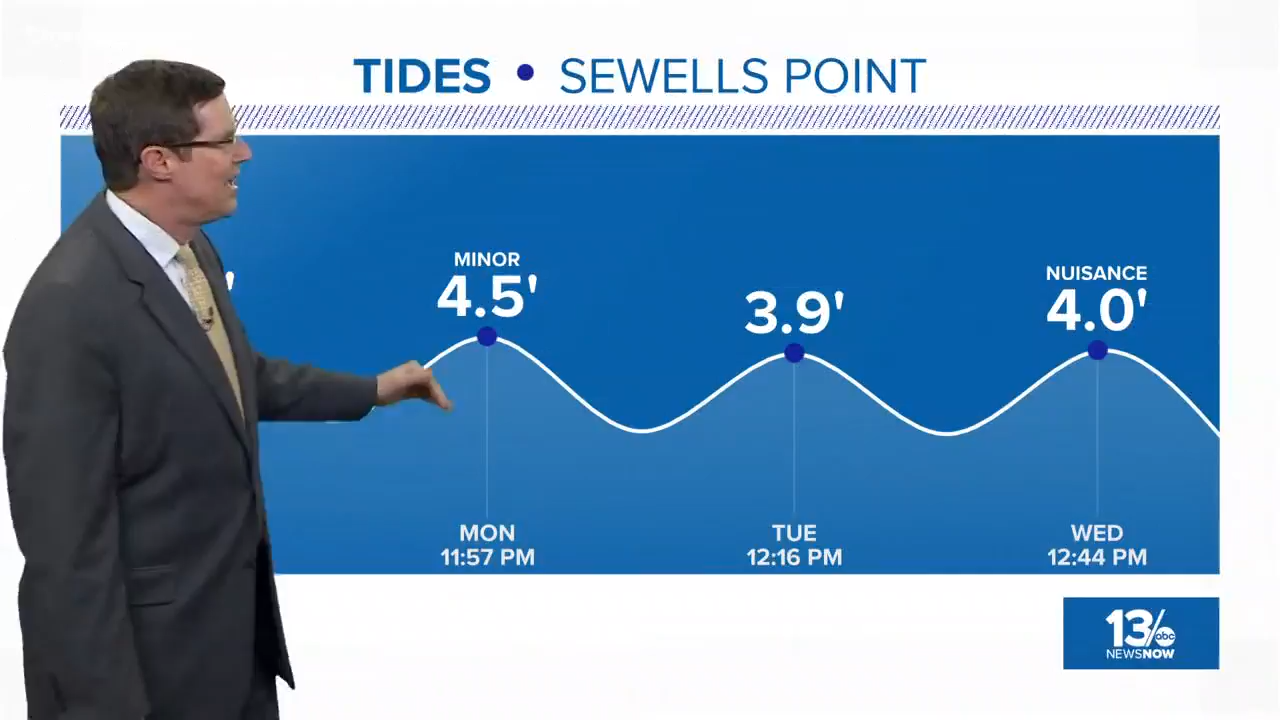 TIDES • SEWELLS POINT
'
MINOR
4.5'
3.9'
NUISANCE
4.0'
MON
11:57 PM
TUE
12:16 PM
WED
12:44 PM
13 abc
NEWSNOW